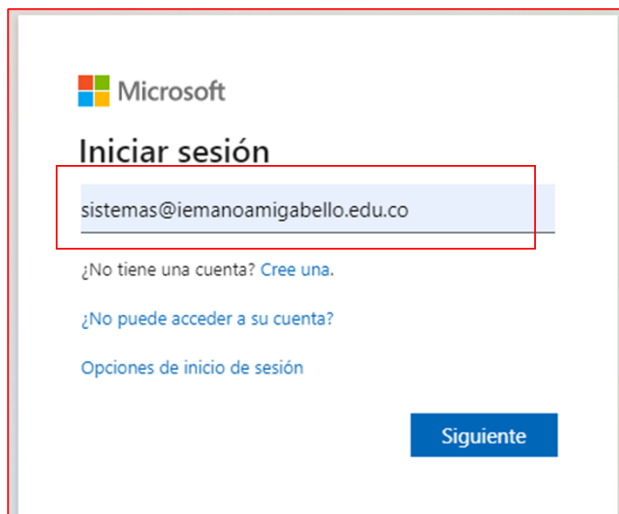 Microsoft
Iniciar sesión
sistemas@iemanoamigabello.edu.co
¿No tiene una cuenta? Cree una.
¿No puede acceder a su cuenta?
Opciones de inicio de sesión
Siguiente